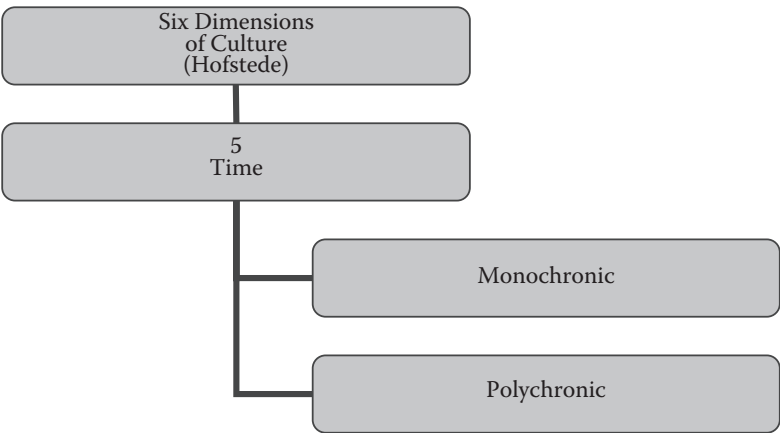 Six Dimensions
of Culture
(Hofstede)
5
Time
Monochronic
Polychronic